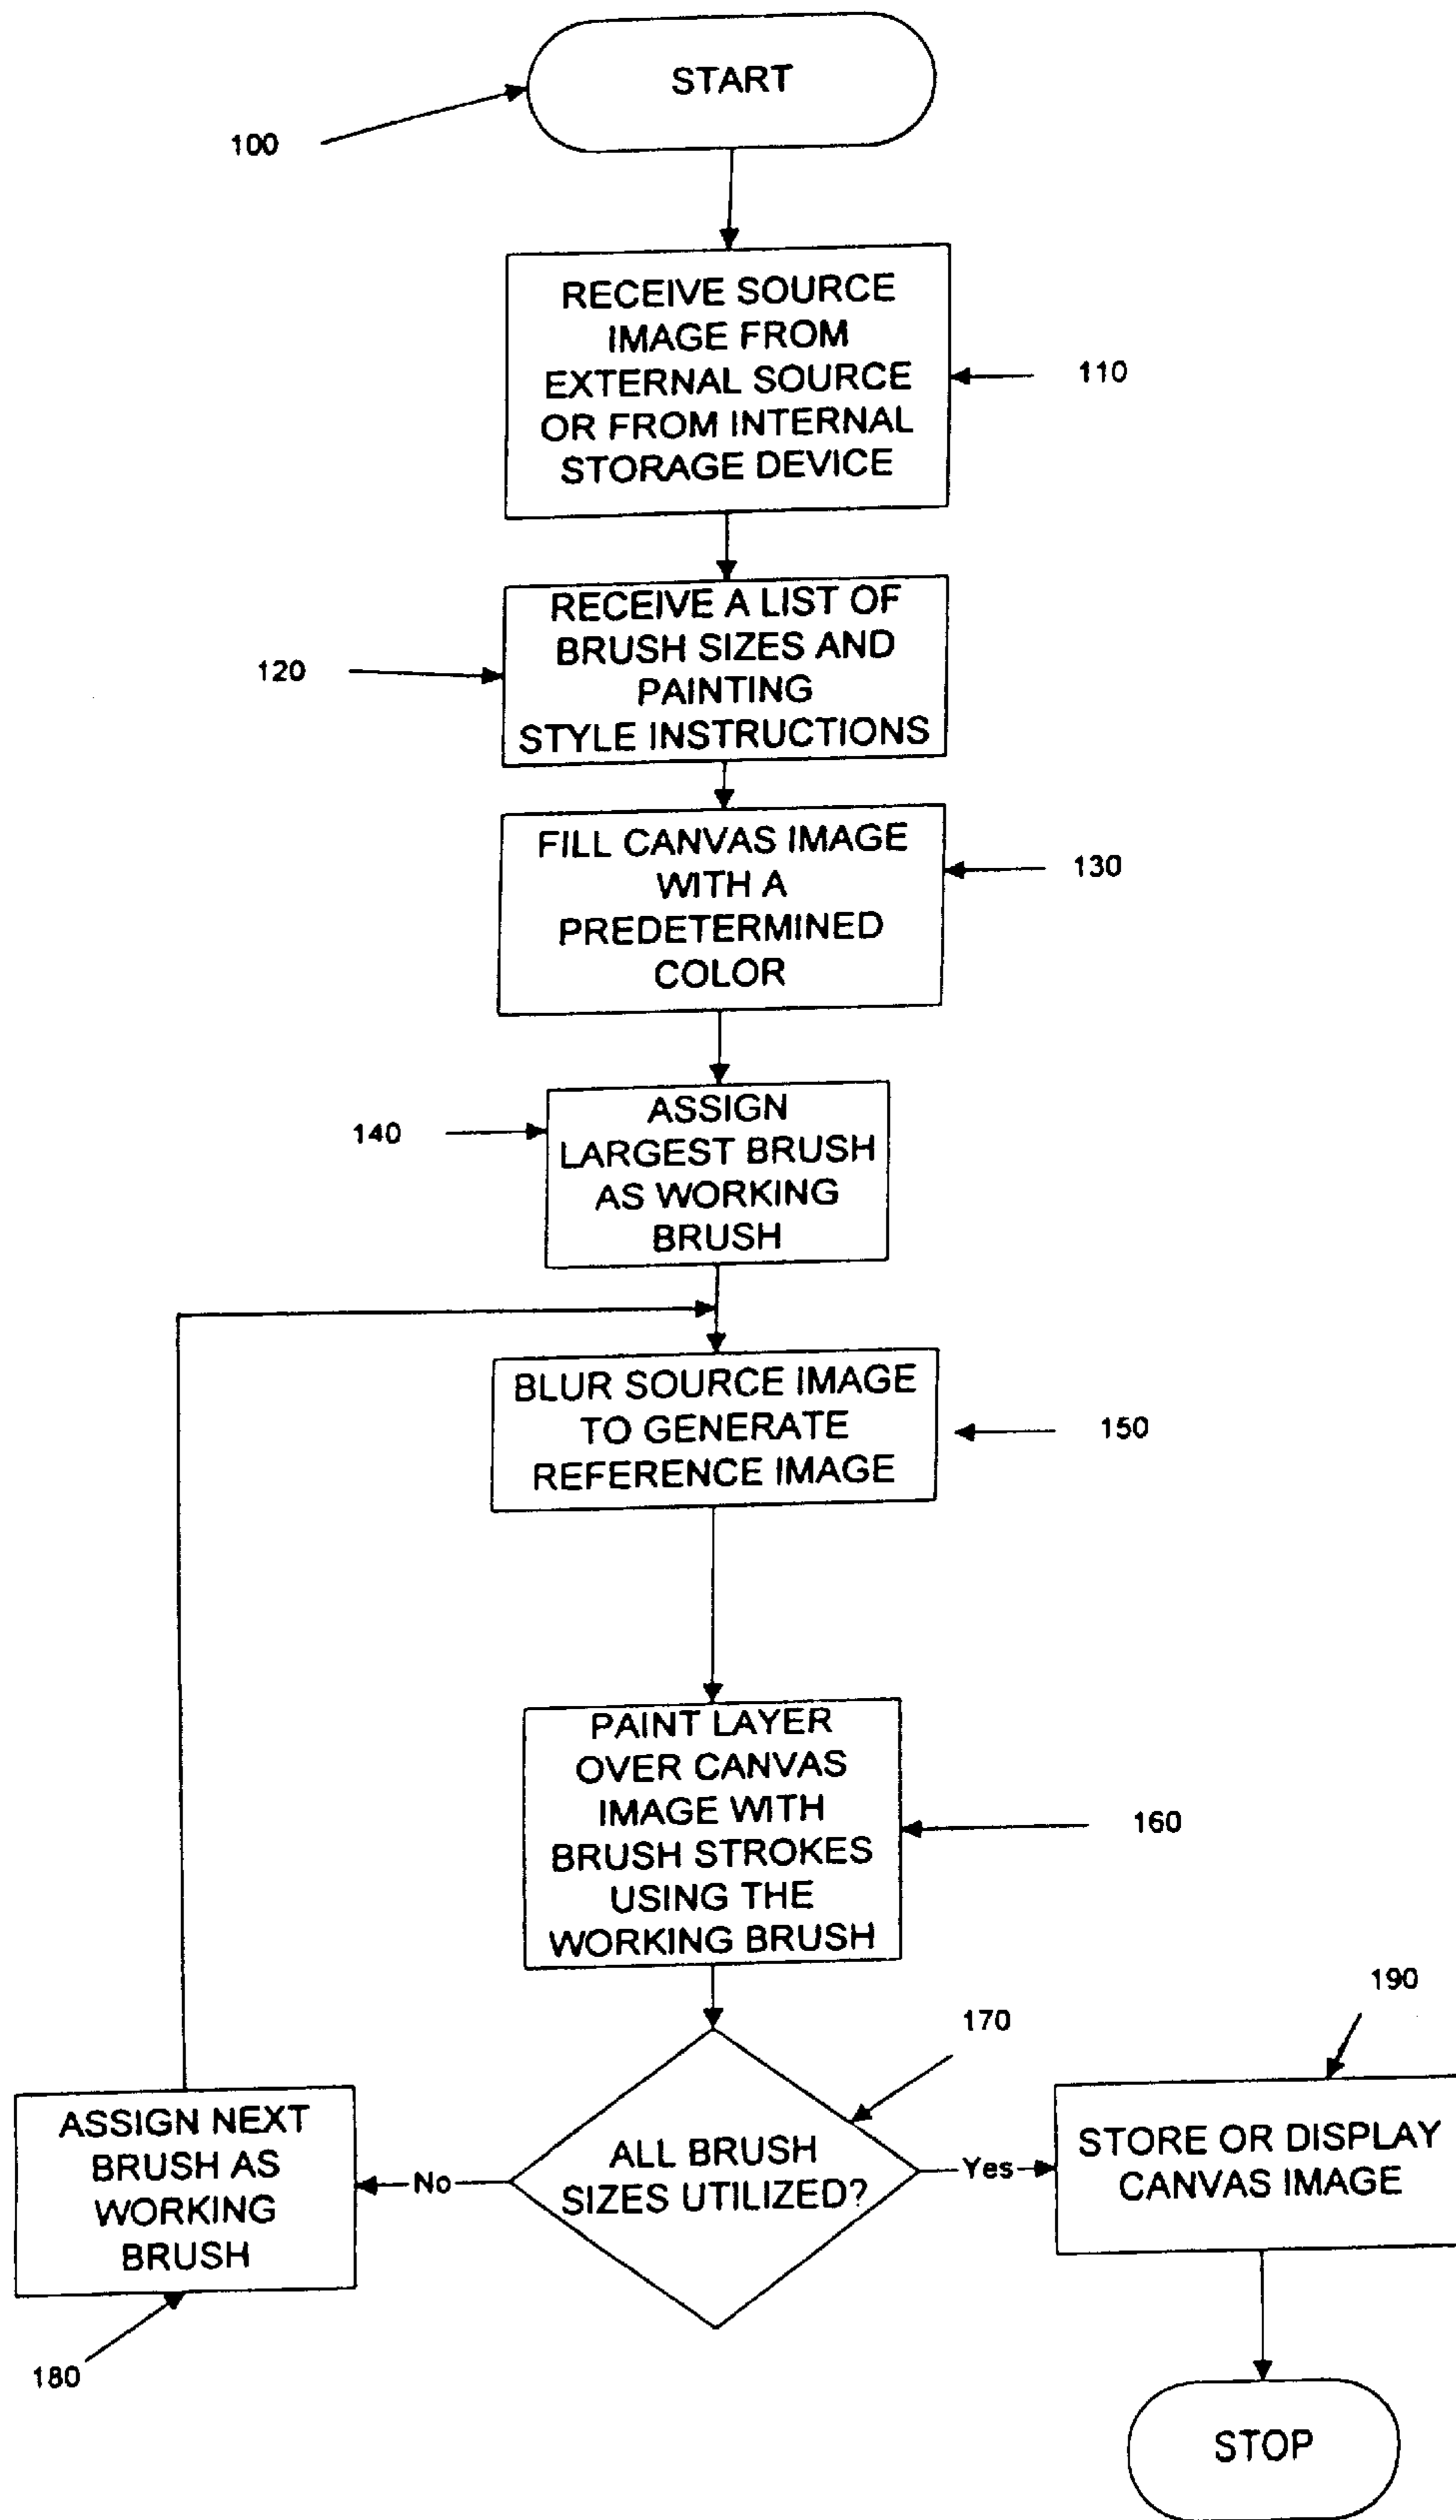 START
100
RECEIVE SOURCE
IMAGE FROM
EXTERNAL SOURCE
OR FROM INTERNAL
STORAGE DEVICE
110
RECEIVE A LIST OF
BRUSH SIZES AND
PAINTING
STYLE INSTRUCTIONS
120
FILL CANVAS IMAGE
WITH A
PREDETERMINED
COLOR
130
ASSIGN
LARGEST BRUSH
AS WORKING
BRUSH
140
BLUR SOURCE IMAGE
TO GENERATE
REFERENCE IMAGE
150
PAINT LAYER
OVER CANVAS
IMAGE WITH
BRUSH STROKES
USING THE
WORKING BRUSH
160
170
190
ASSIGN NEXT
BRUSH AS
WORKING
BRUSH
No
ALL BRUSH
SIZES UTILIZED?
Yes
STORE OR DISPLAY
CANVAS IMAGE
180
STOP